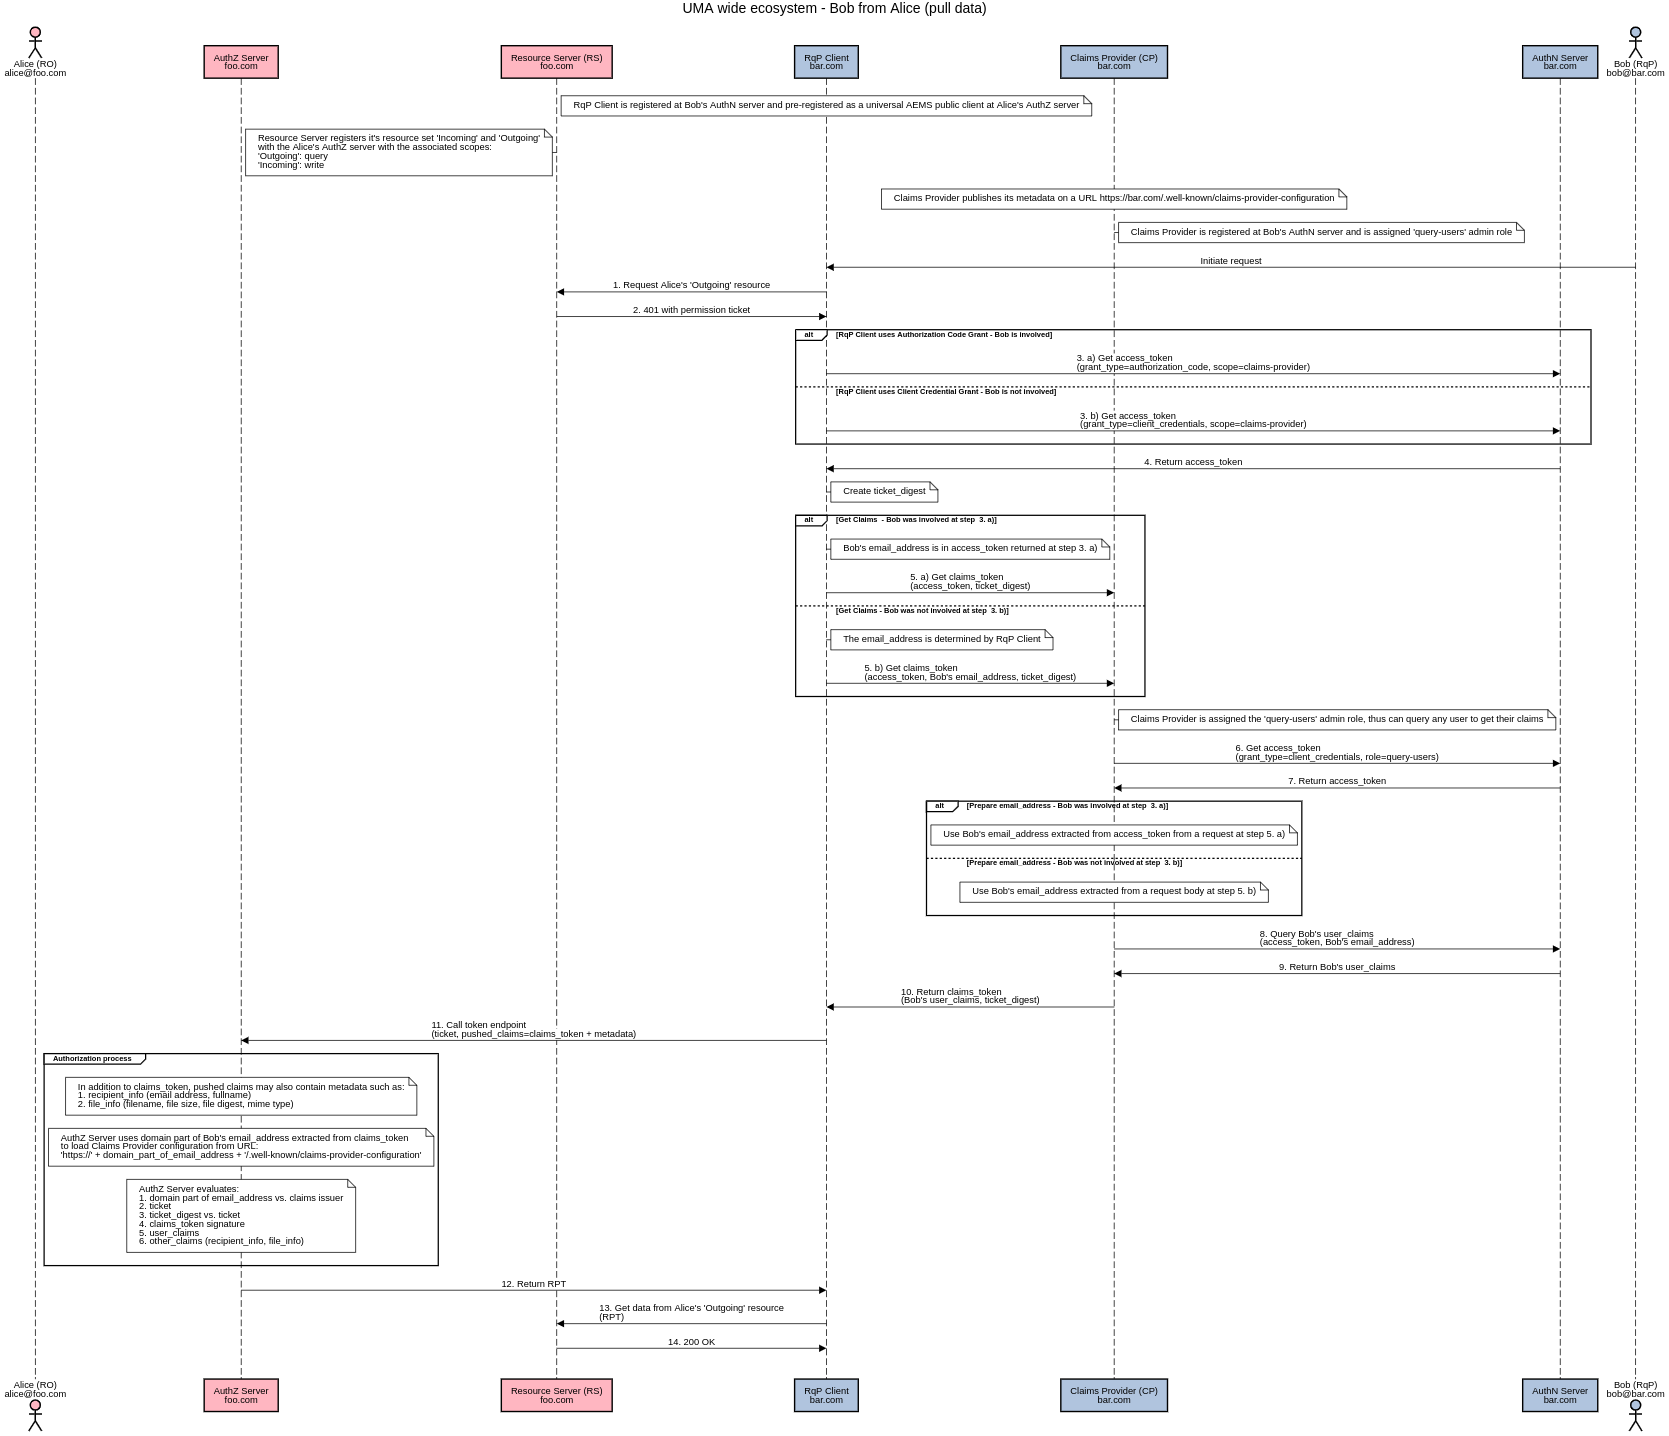 UMA wide ecosystem - Bob from Alice (pull data)
Alice (RO)
alice@foo.com
AuthZ Server
foo.com
Resource Server (RS)
foo.com
RqP Client
bar.com
Claims Provider (CP)
bar.com
AuthN Server
bar.com
Bob (RqP)
bob@bar.com
RqP Client is registered at Bob's AuthN server and pre-registered as a universal AEMS public client at Alice's AuthZ server
Resource Server registers it's resource set 'Incoming' and 'Outgoing'
with the Alice's AuthZ server with the associated scopes:
'Outgoing': query
'Incoming': write
Claims Provider publishes its metadata on a URL https://bar.com/.well-known/claims-provider-configuration
Claims Provider is registered at Bob's AuthN server and is assigned 'query-users' admin role
Initiate request
1. Request Alice's 'Outgoing' resource
2. 401 with permission ticket
alt [RqP Client uses Authorization Code Grant - Bob is involved]
3. a) Get access_token
(grant_type=authorization_code, scope=claims-provider)
[RqP Client uses Client Credential Grant - Bob is not involved]
3. b) Get access_token
(grant_type=client_credentials, scope=claims-provider)
4. Return access_token
Create ticket_digest
alt [Get Claims  - Bob was involved at step  3. a)]
Bob's email_address is in access_token returned at step 3. a)
5. a) Get claims_token
(access_token, ticket_digest)
[Get Claims - Bob was not involved at step  3. b)]
The email_address is determined by RqP Client
5. b) Get claims_token
(access_token, Bob's email_address, ticket_digest)
Claims Provider is assigned the 'query-users' admin role, thus can query any user to get their claims
6. Get access_token
(grant_type=client_credentials, role=query-users)
7. Return access_token
alt [Prepare email_address - Bob was involved at step  3. a)]
Use Bob's email_address extracted from access_token from a request at step 5. a)
[Prepare email_address - Bob was not involved at step  3. b)]
Use Bob's email_address extracted from a request body at step 5. b)
8. Query Bob's user_claims
(access_token, Bob's email_address)
9. Return Bob's user_claims
10. Return claims_token
(Bob's user_claims, ticket_digest)
11. Call token endpoint
(ticket, pushed_claims=claims_token + metadata)
Authorization process
In addition to claims_token, pushed claims may also contain metadata such as:
1. recipient_info (email address, fullname)
2. file_info (filename, file size, file digest, mime type)
AuthZ Server uses domain part of Bob's email_address extracted from claims_token
to load Claims Provider configuration from URL:
'https://' + domain_part_of_email_address + '/.well-known/claims-provider-configuration'
AuthZ Server evaluates:
1. domain part of email_address vs. claims issuer
2. ticket
3. ticket_digest vs. ticket
4. claims_token signature
5. user_claims
6. other_claims (recipient_info, file_info)
12. Return RPT
13. Get data from Alice's 'Outgoing' resource
(RPT)
14. 200 OK
Alice (RO)
alice@foo.com
AuthZ Server
foo.com
Resource Server (RS)
foo.com
RqP Client
bar.com
Claims Provider (CP)
bar.com
AuthN Server
bar.com
Bob (RqP)
bob@bar.com